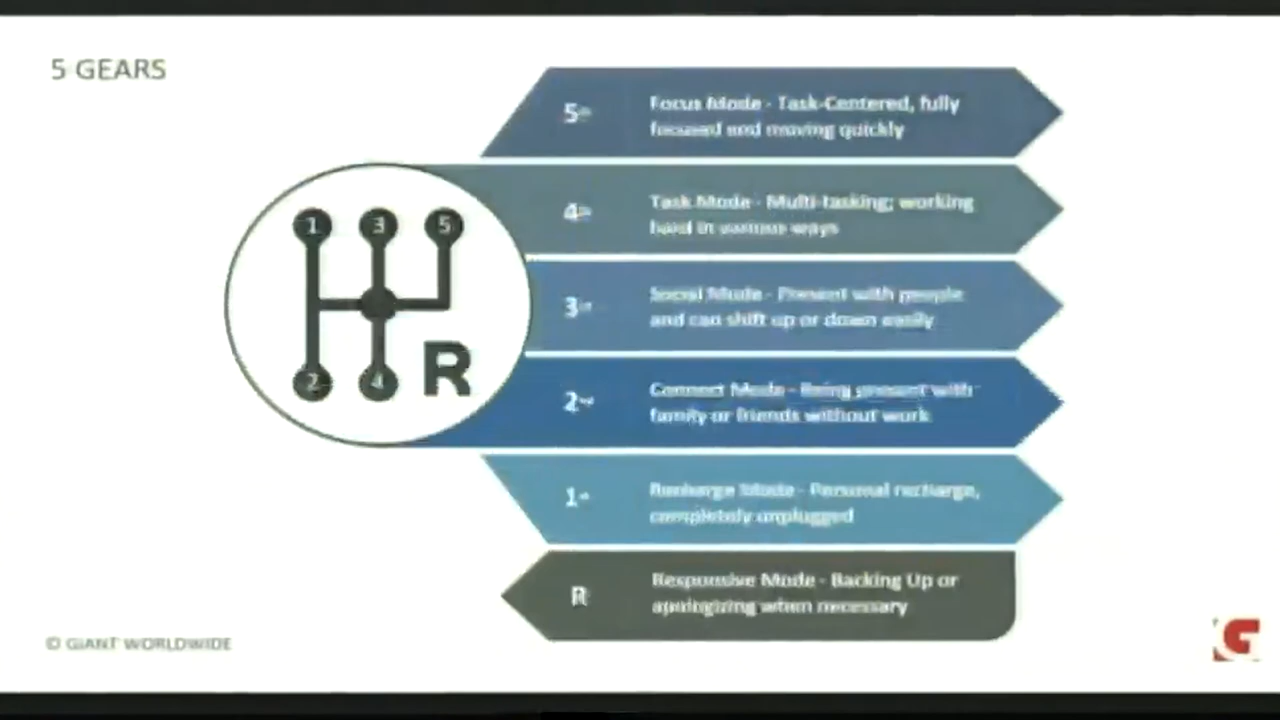 5 GEARS
5th
Focus Mode - Task-Centered, fully
focused and moving quickly
4th
Task Mode - Multi-tasking; working
hard in various ways
3rd
Social Mode - Present with people
and can shift up or down easily
2nd
Connect Mode - Being present with
family or friends without work
1st
Recharge Mode - Personal recharge,
completely unplugged
R
Responsive Mode - Backing Up or
apologizing when necessary
1 3 5
2 4 R
© GIANT WORLDWIDE
G